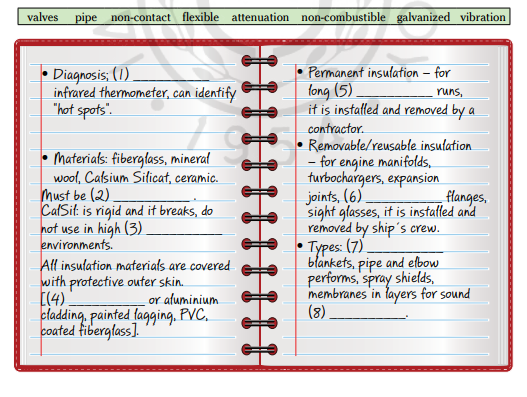 valves pipe non-contact flexible attenuation non-combustible galvanized vibration
• Diagnosis; (1) __________
infrared thermometer, can identify
"hot spots".
• Materials: fiberglass, mineral
wool, Calsium Silicat, ceramic.
Must be (2) __________ .
CalSil: is rigid and it breaks, do
not use in high (3) __________
environments.
All insulation materials are covered
with protective outer skin.
[(4) __________ or aluminium
cladding, painted lagging, PVC,
coated fiberglass].
• Permanent insulation – for
long (5) __________ runs,
it is installed and removed by a
contractor.
• Removable/reusable insulation
– for engine manifolds,
turbochargers, expansion
joints, (6) __________ flanges,
sight glasses, it is installed and
removed by ship´s crew.
• Types: (7) __________
blankets, pipe and elbow
performs, spray shields,
membranes in layers for sound
(8) __________.
1954